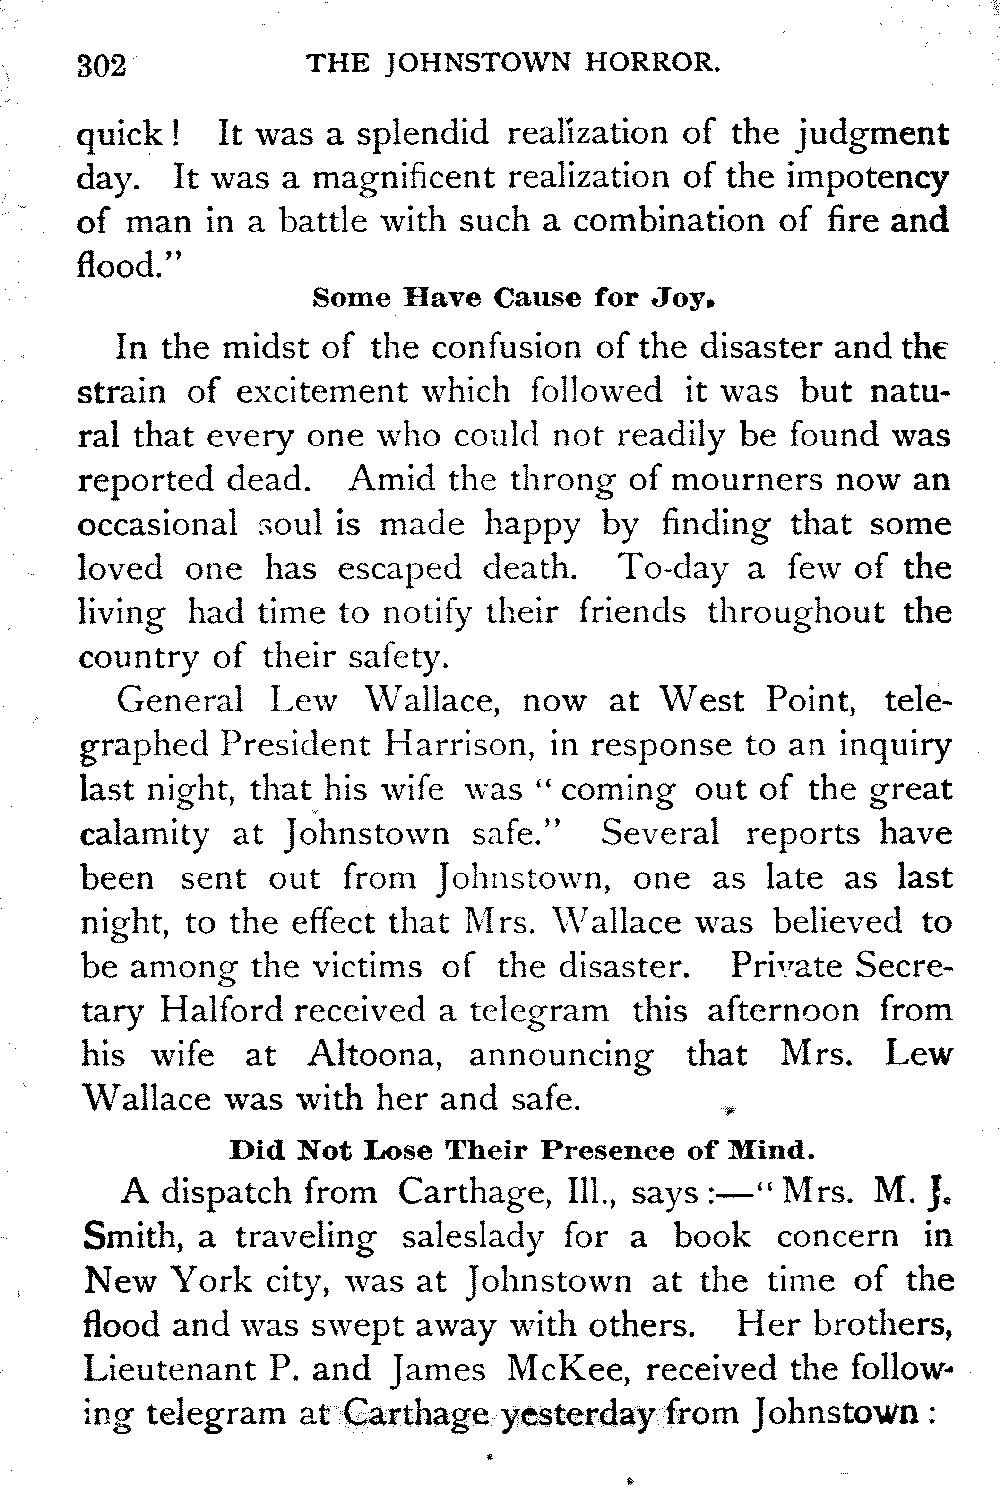 302 THE JOHNSTOWN HORROR.
quick! It was a splendid realization of the judgment
day. It was a magnificent realization of the impotency
of man in a battle with such a combination of fire and
flood."
Some Have Cause for Joy.
In the midst of the confusion of the disaster and the
strain of excitement which followed it was but natu-
ral that every one who could not readily be found was
reported dead. Amid the throng of mourners now an
occasional soul is made happy by finding that some
loved one has escaped death. To-day a few of the
living had time to notify their friends throughout the
country of their safety.
General Lew Wallace, now at West Point, tele-
graphed President Harrison, in response to an inquiry
last night, that his wife was "coming out of the great
calamity at Johnstown safe." Several reports have
been sent out from Johnstown, one as late as last
night, to the effect that Mrs. Wallace was believed to
be among the victims of the disaster. Private Secre-
tary Halford received a telegram this afternoon from
his wife at Altoona, announcing that Mrs. Lew
Wallace was with her and safe.
Did Not Lose Their Presence of Mind.
A dispatch from Carthage, Ill., says:—"Mrs. M. J.
Smith, a traveling saleslady for a book concern in
New York city, was at Johnstown at the time of the
flood and was swept away with others. Her brothers,
Lieutenant P. and James McKee, received the follow-
ing telegram at Carthage yesterday from Johnstown: